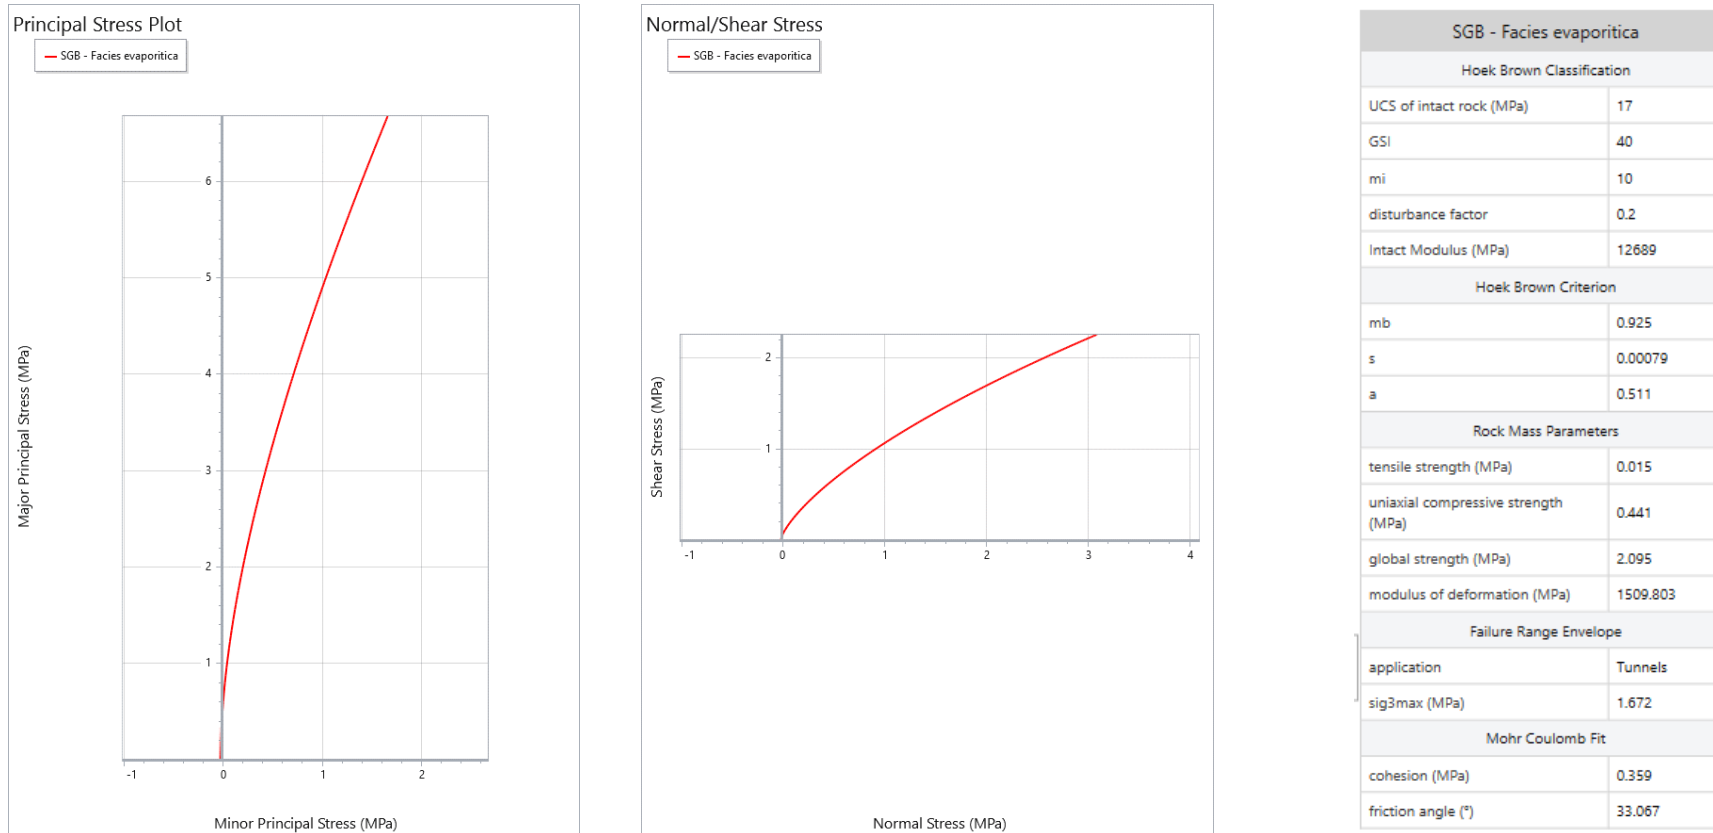 Principal Stress Plot
SGB - Facies evaporitica
Major Principal Stress (MPa)
6
5
4
3
2
1
-1
0
1
2
Minor Principal Stress (MPa)
Normal/Shear Stress
SGB - Facies evaporitica
Shear Stress (MPa)
2
1
-1
0
1
2
3
4
Normal Stress (MPa)
SGB - Facies evaporitica
Hoek Brown Classification
UCS of intact rock (MPa) 17
GSI 40
mi 10
disturbance factor 0.2
Intact Modulus (MPa) 12689
Hoek Brown Criterion
mb 0.925
s 0.00079
a 0.511
Rock Mass Parameters
tensile strength (MPa) 0.015
uniaxial compressive strength
(MPa) 0.441
global strength (MPa) 2.095
modulus of deformation (MPa) 1509.803
Failure Range Envelope
application Tunnels
sig3max (MPa) 1.672
Mohr Coulomb Fit
cohesion (MPa) 0.359
friction angle (°) 33.067